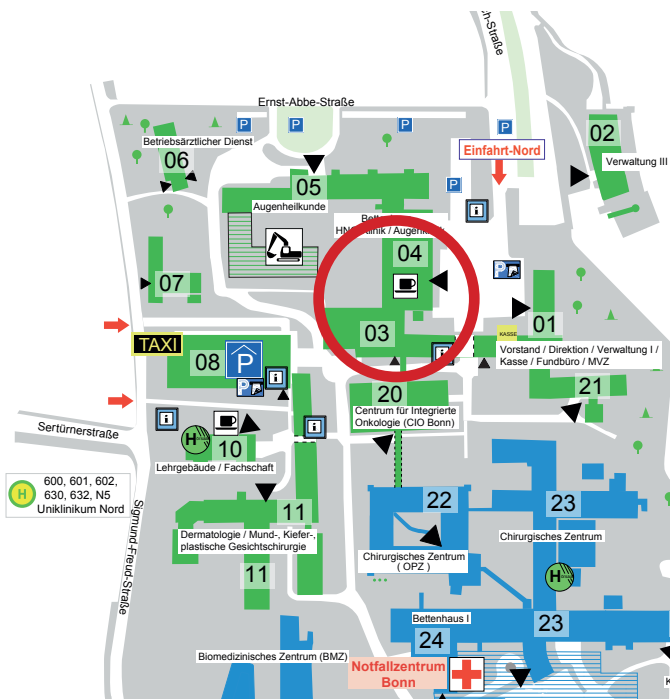 ch-Straße
Ernst-Abbe-Straße
P
P
P
P
Einfahrt-Nord
02
Verwaltung III
Betriebsärztlicher Dienst
06
05
P
Augenheilkunde
i
HNO
klinik / Augen
04
07
P
01
03
KASSE
TAXI
08
P
P
i
i
Vorstand / Direktion / Verwaltung I /
Kasse / Fundbüro / MVZ
20
21
Centrum für Integrierte
Onkologie (CIO Bonn)
Sertürnerstraße
i
i
H
10
Lehrgebäude / Fachschaft
H
600, 601, 602,
630, 632, N5
Uniklinikum Nord
Sigmund-Freud-Straße
11
Dermatologie / Mund-, Kiefer-,
plastische Gesichtschirurgie
11
22
23
Chirurgisches Zentrum
Chirurgisches Zentrum
( OPZ )
H
Bettenhaus I
23
24
Biomedizinisches Zentrum (BMZ)
Notfallzentrum
Bonn
K